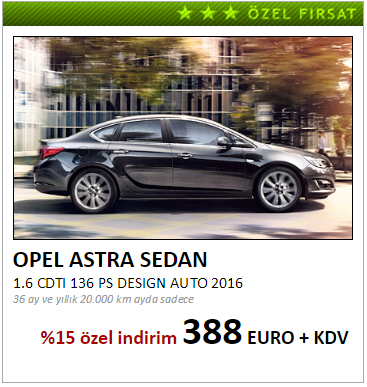 ★ ★ ★ ÖZEL FIRSAT
OPEL ASTRA SEDAN
1.6 CDTI 136 PS DESIGN AUTO 2016
36 ay ve yıllık 20.000 km ayda sadece
%15 özel indirim 388 EURO + KDV